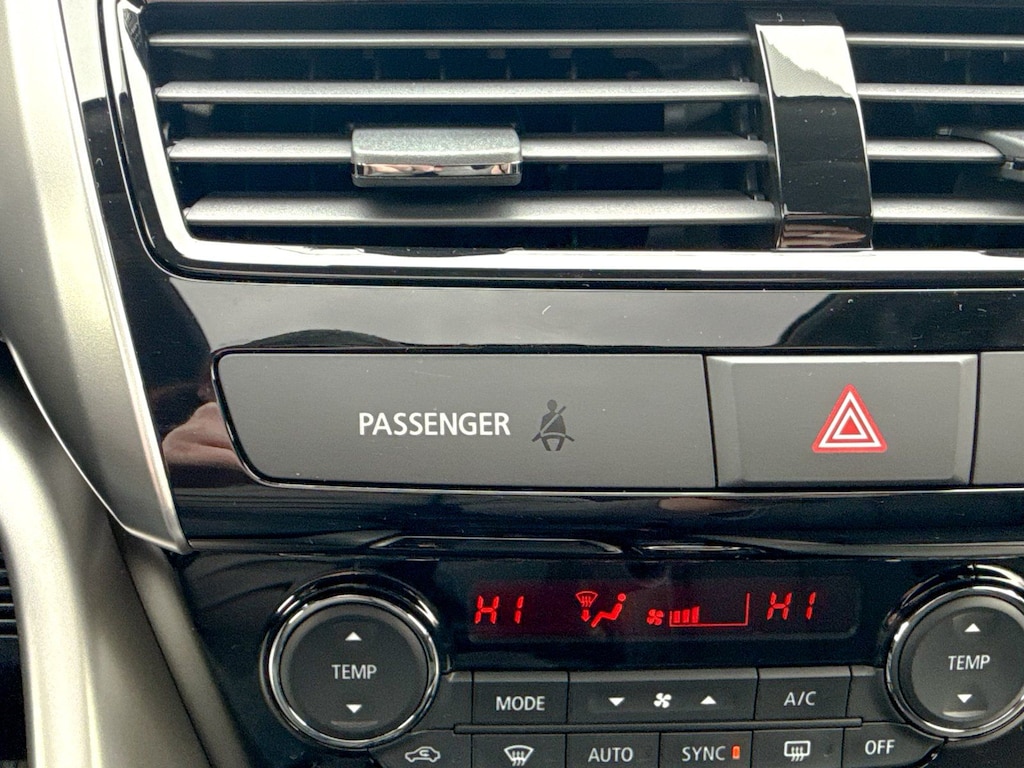 PASSENGER
HI HI
TEMP TEMP
MODE A/C
AUTO SYNC OFF